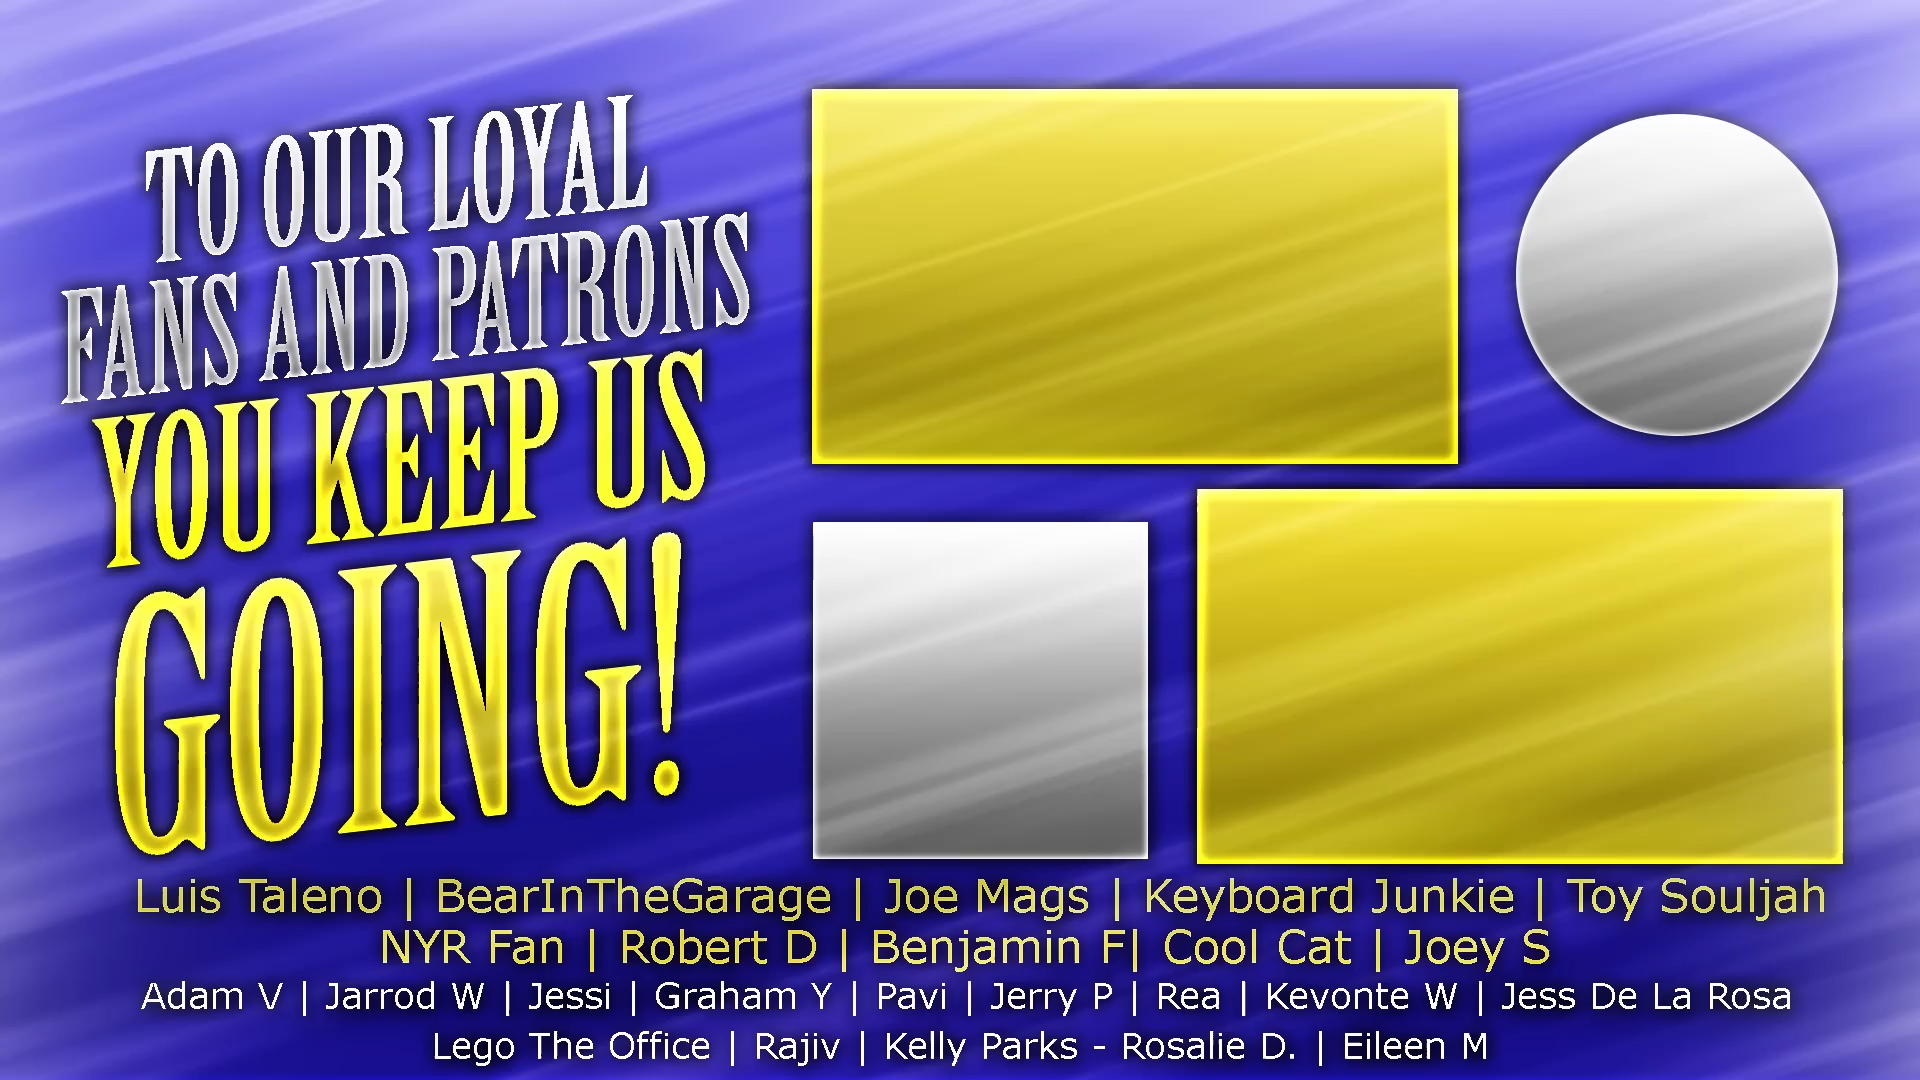 TO OUR LOYAL
FANS AND PATRONS
YOU KEEP US
GOING!
Luis Taleno | BearInTheGarage | Joe Mags | Keyboard Junkie | Toy Souljah
NYR Fan | Robert D | Benjamin F| Cool Cat | Joey S
Adam V | Jarrod W | Jessi | Graham Y | Pavi | Jerry P | Rea | Kevonte W | Jess De La Rosa
Lego The Office | Rajiv | Kelly Parks - Rosalie D. | Eileen M